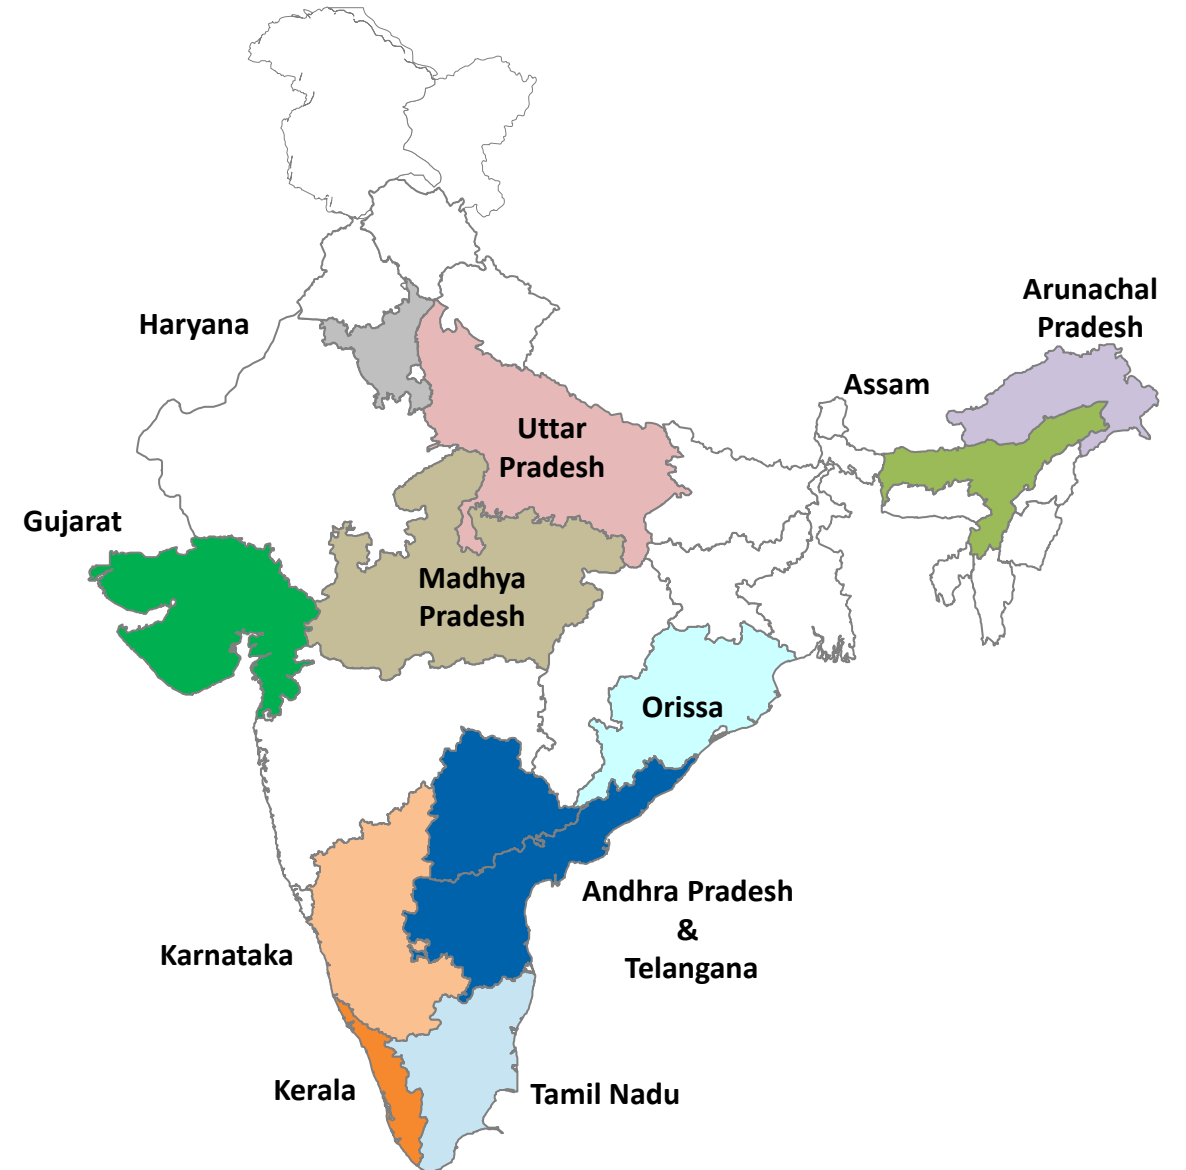 Arunachal
Pradesh
Haryana
Assam
Uttar
Pradesh
Gujarat
Madhya
Pradesh
Orissa
Andhra Pradesh
&
Telangana
Karnataka
Kerala
Tamil Nadu